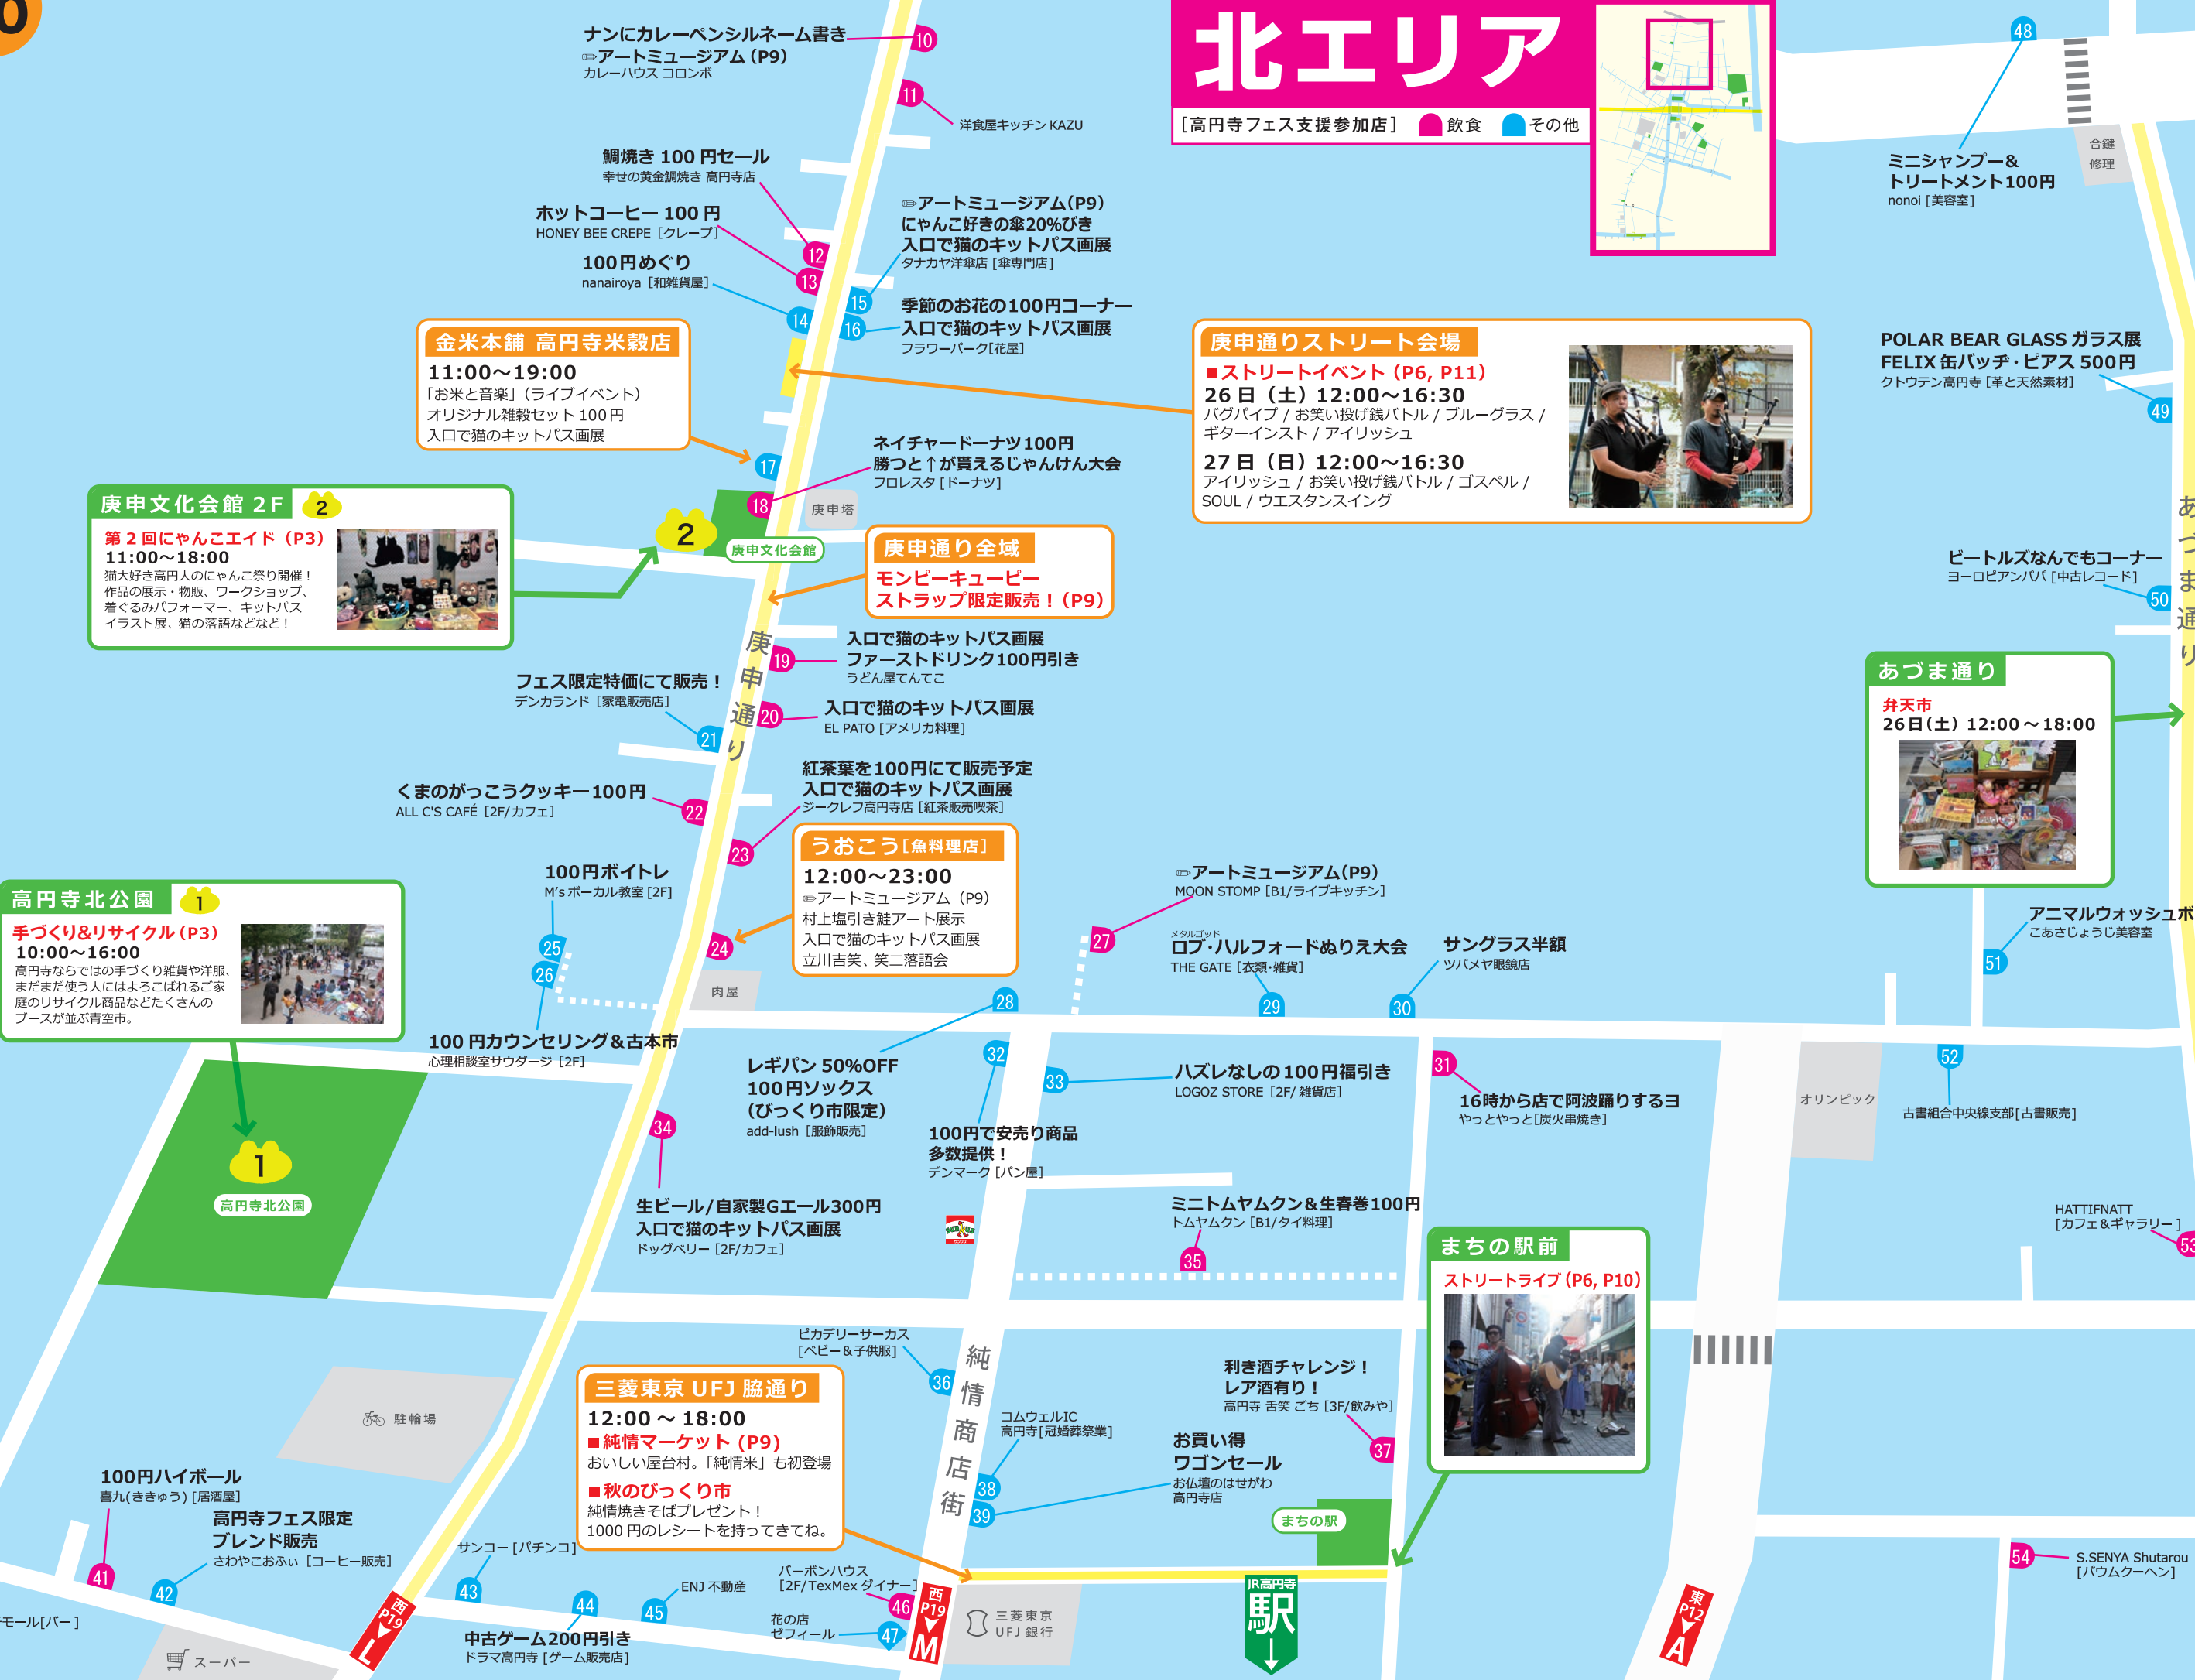 0
北エリア
[高円寺フェス支援参加店] 飲食 その他
ナンにカレーペンシルネーム書き
アートミュージアム（P9）
カレーハウス コロンボ
10
11
洋食屋キッチン KAZU
鯛焼き 100 円セール
幸せの黄金鯛焼き 高円寺店
ホットコーヒー 100 円
HONEY BEE CREPE［クレープ］
100円めぐり
nanairoya［和雑貨屋］
12
13
14
15
16
アートミュージアム（P9）
にゃんこ好きの傘20%びき
入口で猫のキットパス画展
タナカヤ洋傘店 [傘専門店]
季節のお花の100円コーナー
入口で猫のキットパス画展
フラワーパーク[花屋]
48
ミニシャンプー&
トリートメント100円
nonoi [美容室]
合鍵
修理
金米本舗 高円寺米穀店
11:00〜19:00
「お米と音楽」（ライブイベント）
オリジナル雑穀セット 100 円
入口で猫のキットパス画展
17
庚申通りストリート会場
■ストリートイベント（P6, P11）
26 日（土）12:00〜16:30
バグパイプ / お笑い投げ銭バトル / ブルーグラス /
ギターインスト / アイリッシュ
27 日（日）12:00〜16:30
アイリッシュ / お笑い投げ銭バトル / ゴスペル /
SOUL / ウエスタンスイング
POLAR BEAR GLASS ガラス展
FELIX 缶バッヂ・ピアス 500円
クトウテン高円寺 [革と天然素材]
49
ネイチャードーナツ100円
勝つと↑が貰えるじゃんけん大会
フロレスタ [ドーナツ]
18
庚申塔
庚申文化会館 2F
2
第 2 回にゃんこエイド（P3）
11:00〜18:00
猫大好き高円人のにゃんこ祭り開催！
作品の展示・物販、ワークショップ、
着ぐるみパフォーマー、キットパス
イラスト展、猫の落語などなど！
2
庚申文化会館
庚申通り全域
モンピーキューピー
ストラップ限定販売！（P9）
ビートルズなんでもコーナー
ヨーロピアンパパ [中古レコード]
50
あづま通り
庚申通り
19
入口で猫のキットパス画展
ファーストドリンク100円引き
うどん屋てんてこ
フェス限定特価にて販売！
デンカランド［家電販売店］
20
入口で猫のキットパス画展
EL PATO [アメリカ料理]
21
あづま通り
弁天市
26日（土）12:00 〜 18:00
くまのがっこうクッキー100円
ALL C'S CAFÉ［2F/カフェ］
22
紅茶葉を100円にて販売予定
入口で猫のキットパス画展
ジークレフ高円寺店［紅茶販売喫茶］
23
うおこう［魚料理店］
12:00〜23:00
アートミュージアム（P9）
村上塩引き鮭アート展示
入口で猫のキットパス画展
立川吉笑、笑二落語会
24
高円寺北公園
1
手づくり&リサイクル（P3）
10:00〜16:00
高円寺ならではの手づくり雑貨や洋服、
まだまだ使う人にはよろこばれるご家
庭のリサイクル商品などたくさんの
ブースが並ぶ青空市。
100円ボイトレ
M’s ボーカル教室 [2F]
25
26
肉屋
100 円カウンセリング＆古本市
心理相談室サウダージ［2F］
アートミュージアム（P9）
MOON STOMP［B1/ライブキッチン］
27
メタルゴッド
ロブ・ハルフォードぬりえ大会
THE GATE［衣類・雑貨］
サングラス半額
ツバメヤ眼鏡店
28
29
30
アニマルウォッシュボ
こあさじょうじ美容室
51
レギパン 50%OFF
100円ソックス
（びっくり市限定）
add-lush［服飾販売］
32
33
ハズレなしの100円福引き
LOGOZ STORE［2F/ 雑貨店］
31
16時から店で阿波踊りするヨ
やっとやっと[炭火串焼き]
オリンピック
52
古書組合中央線支部[古書販売]
100円で安売り商品
多数提供！
デンマーク［パン屋］
34
1
高円寺北公園
生ビール/自家製Gエール300円
入口で猫のキットパス画展
ドッグベリー［2F/カフェ］
ミニトムヤムクン＆生春巻100円
トムヤムクン［B1/タイ料理］
35
HATTIFNATT
[カフェ＆ギャラリー ]
53
まちの駅前
ストリートライブ（P6, P10）
ピカデリーサーカス
[ベビー＆子供服]
36
純情商店街
利き酒チャレンジ！
レア酒有り！
高円寺 舌笑 ごち［3F/飲みや］
37
駐輪場
三菱東京 UFJ 脇通り
12:00 〜 18:00
■純情マーケット（P9）
おいしい屋台村。「純情米」も初登場
■秋のびっくり市
純情焼きそばプレゼント！
1000 円のレシートを持ってきてね。
コムウェルIC
高円寺[冠婚葬祭業]
38
39
お買い得
ワゴンセール
お仏壇のはせがわ
高円寺店
まちの駅
100円ハイボール
喜九(ききゅう) [居酒屋]
41
高円寺フェス限定
ブレンド販売
さわやこおふぃ［コーヒー販売］
42
サンコー [パチンコ]
43
44
中古ゲーム200円引き
ドラマ高円寺 [ゲーム販売店]
ENJ 不動産
45
バーボンハウス
［2F/TexMex ダイナー］
46
花の店
ゼフィール
47
西
P19
L
西
P19
M
三菱東京
UFJ 銀行
JR高円寺
駅
東
P12
A
54
S.SENYA Shutarou
[バウムクーヘン]
モール[バー ]
スーパー